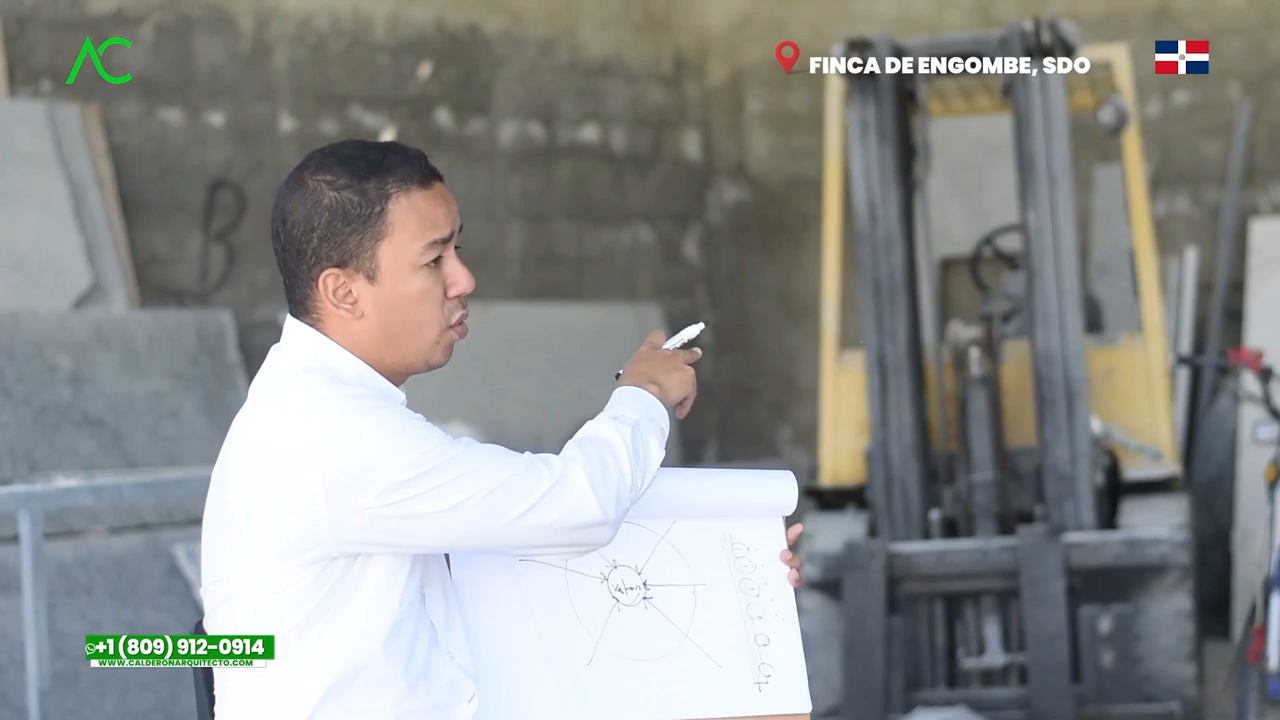 AC
FINCA DE ENGOMBE, SDO
B
+1 (809) 912-0914
WWW.CALDERONARQUITECTO.COM